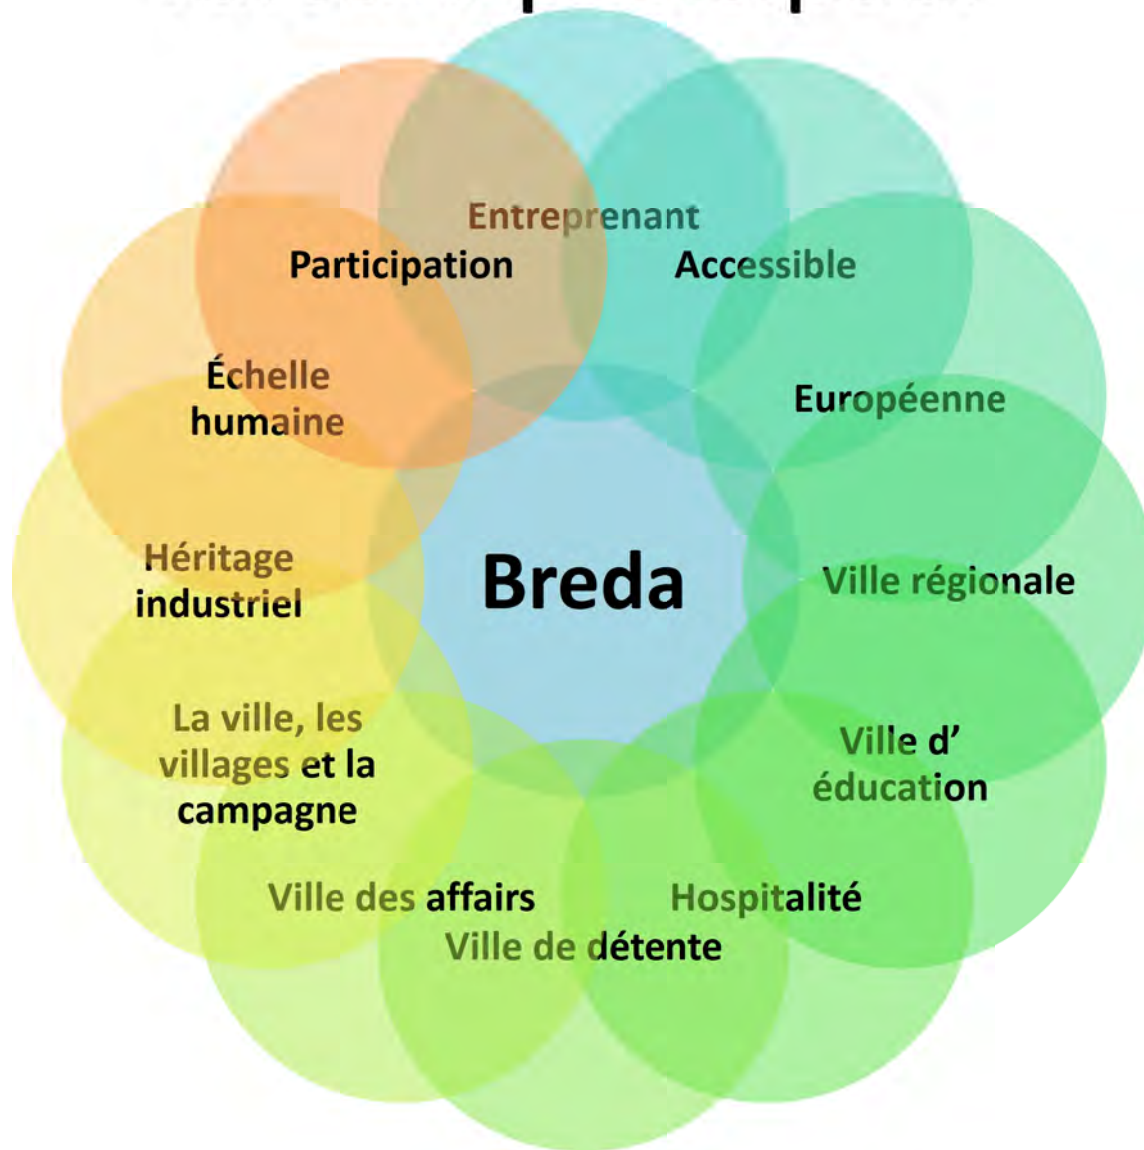 Entreprenant
Participation
Accessible
Échelle
humaine
Européenne
Héritage
industriel
Breda
Ville régionale
La ville, les
villages et la
campagne
Ville d’
éducation
Ville des affairs
Hospitalité
Ville de détente